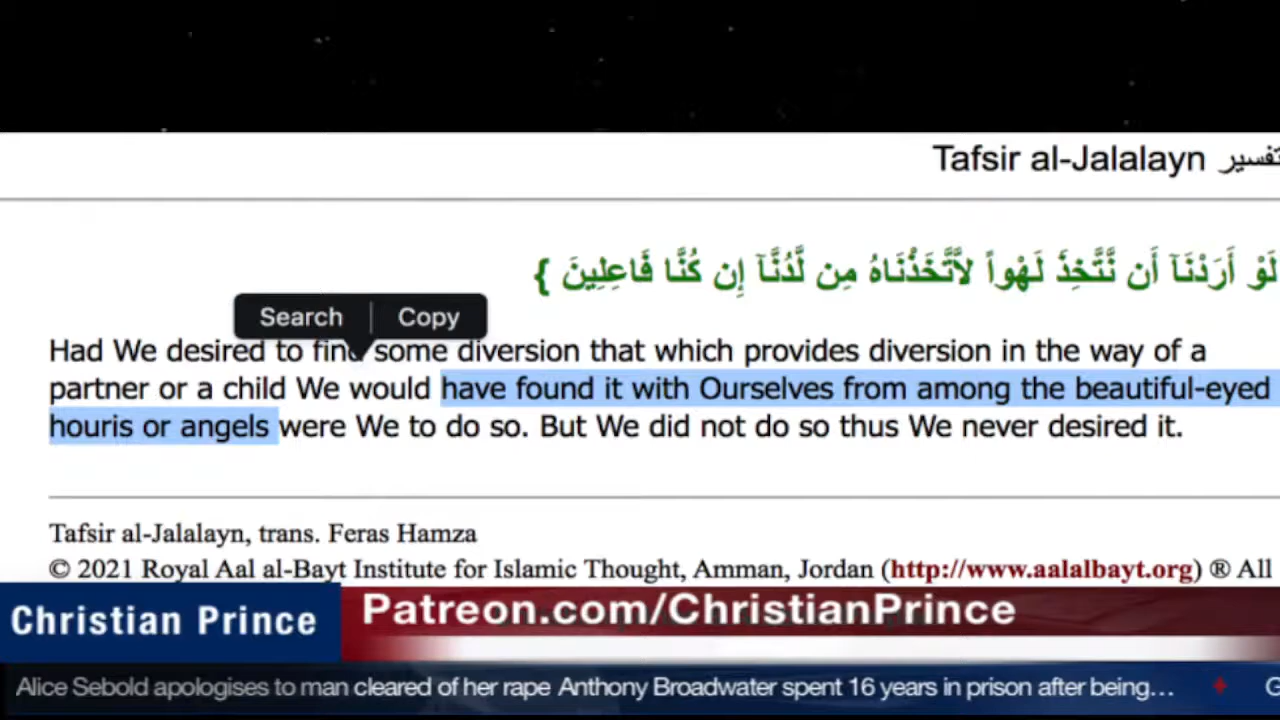 Tafsir al-Jalalayn تفسير
لَوْ أَرَدْنَآ أَن نَّتَّخِذَ لَهْواً لاَّتَّخَذْنَاهُ مِن لَّدُنَّآ إِن كُنَّا فَاعِلِينَ }
Search Copy
Had We desired to find some diversion that which provides diversion in the way of a
partner or a child We would have found it with Ourselves from among the beautiful-eyed
houris or angels were We to do so. But We did not do so thus We never desired it.
Tafsir al-Jalalayn, trans. Feras Hamza
© 2021 Royal Aal al-Bayt Institute for Islamic Thought, Amman, Jordan (http://www.aalalbayt.org) ® All
Christian Prince
Patreon.com/ChristianPrince
Alice Sebold apologises to man cleared of her rape Anthony Broadwater spent 16 years in prison after being... G